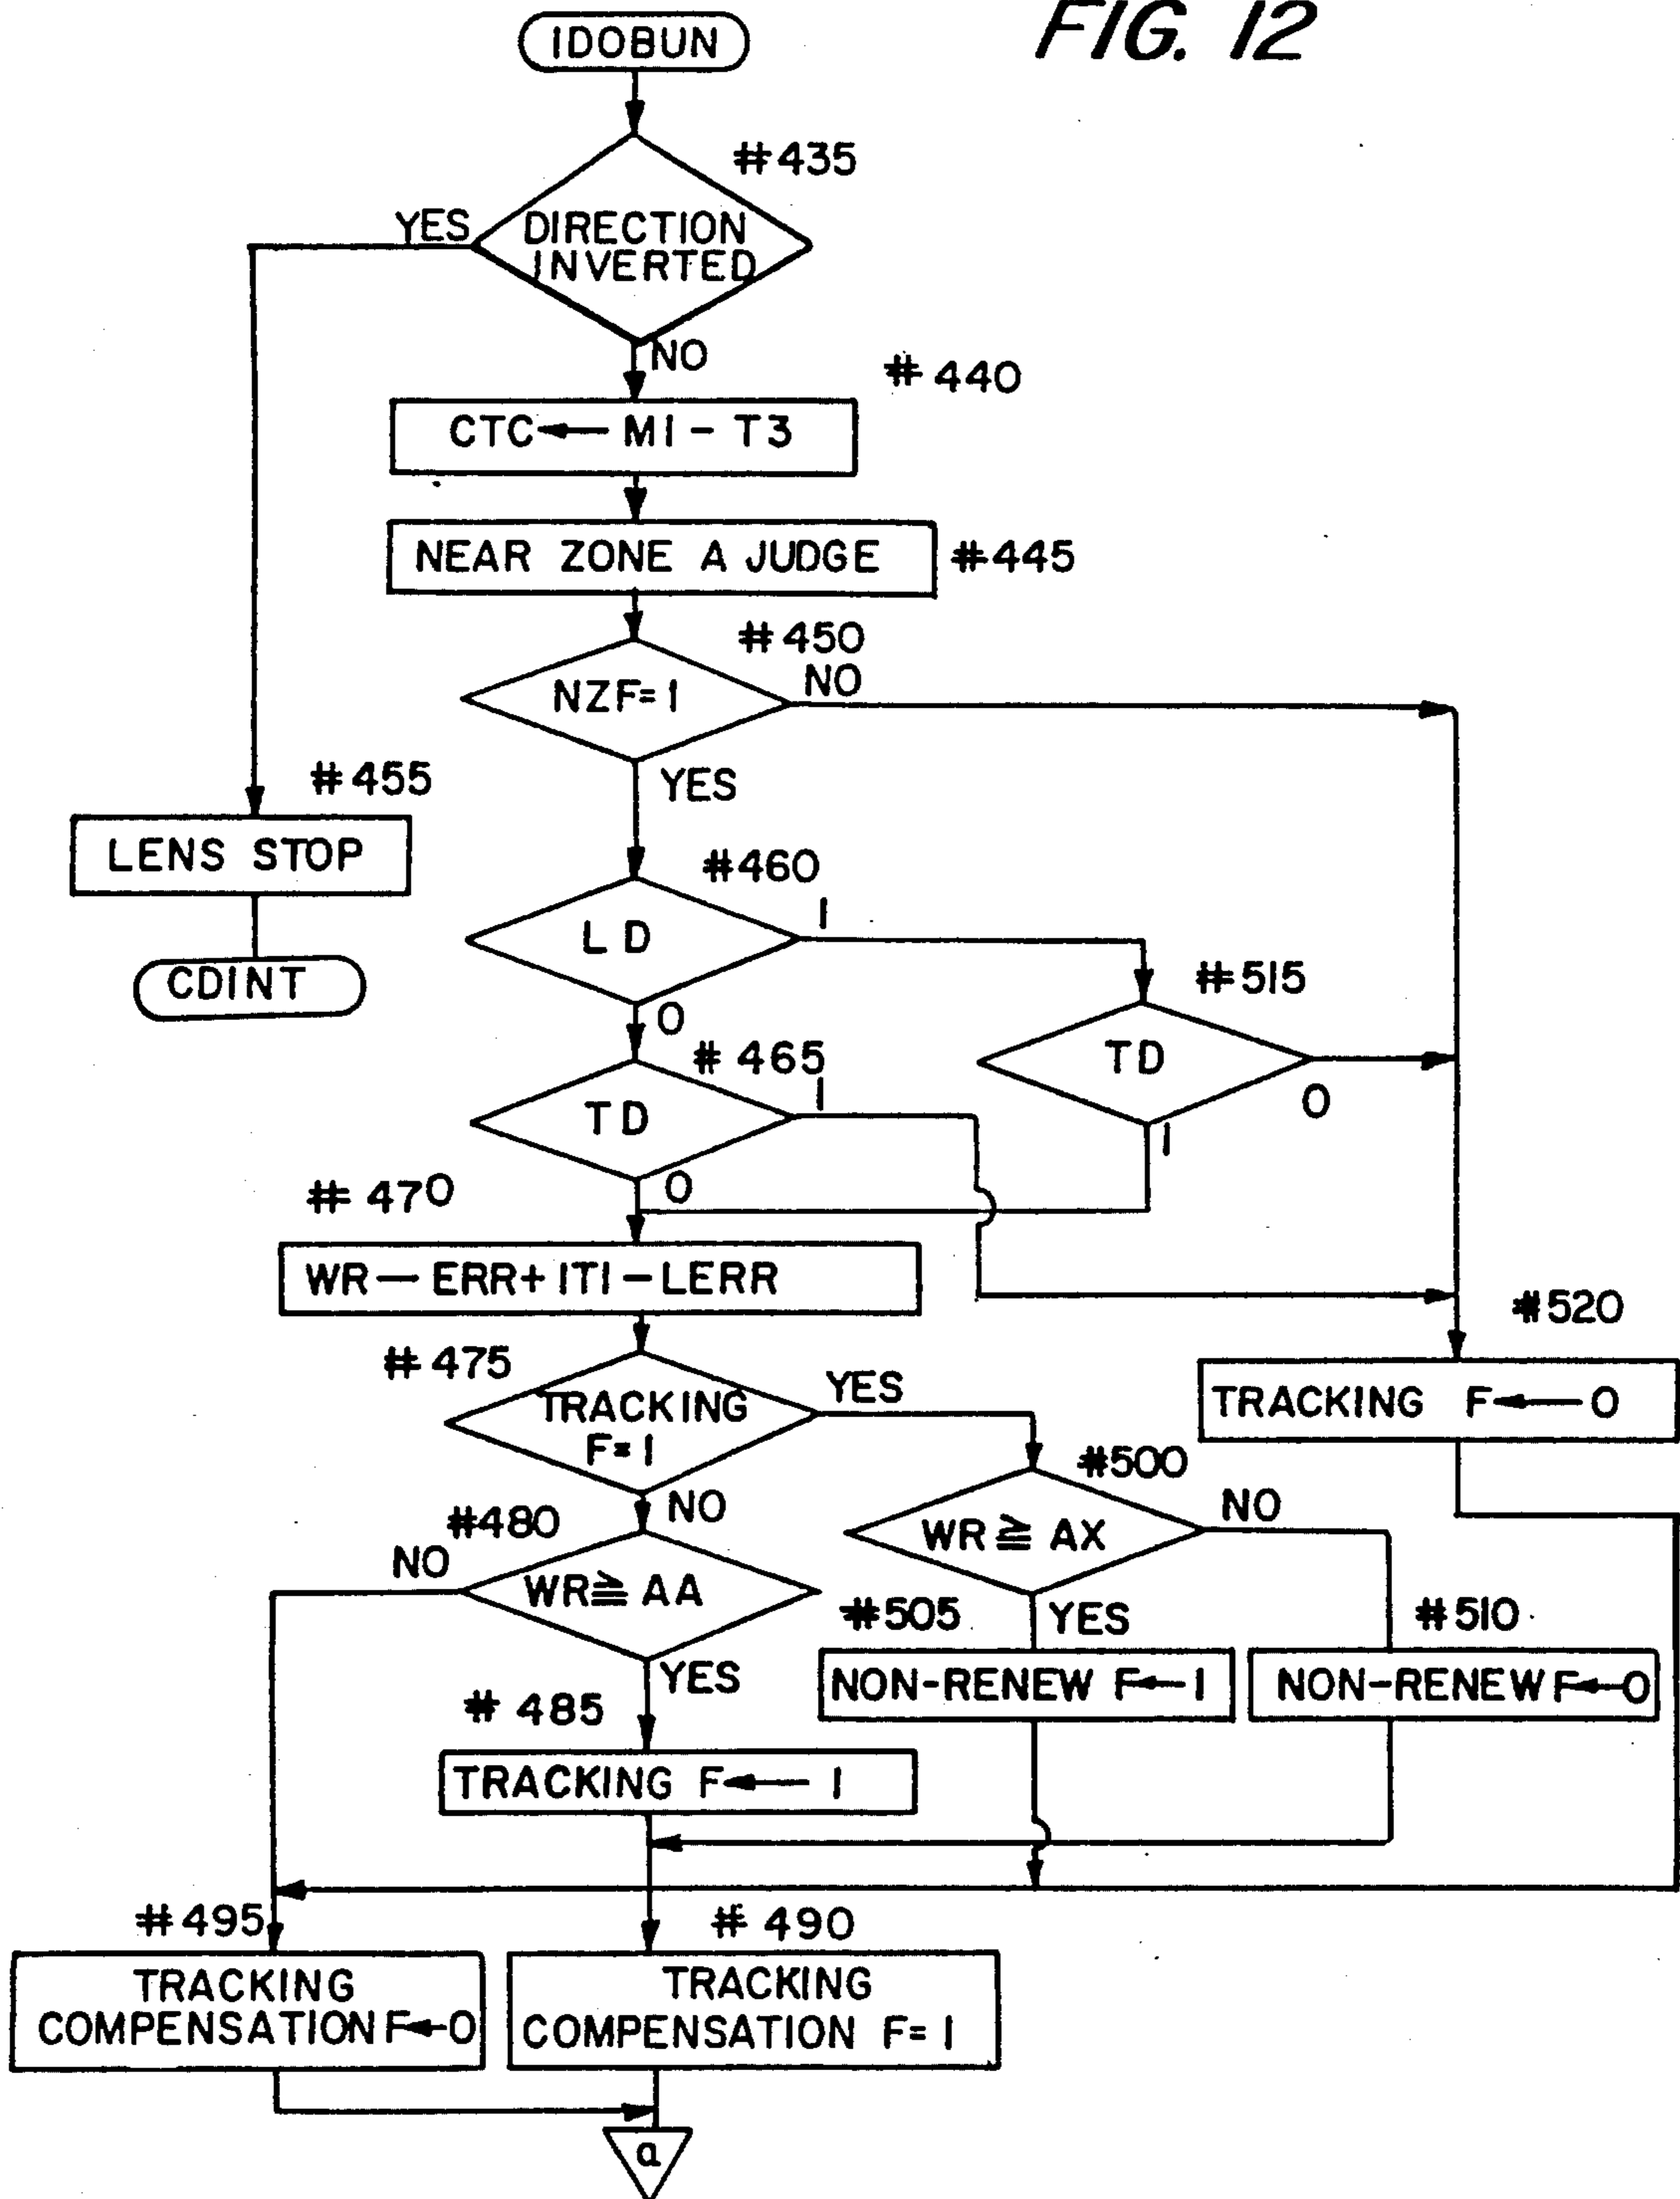 FIG. 12
IDOBUN
#435
YES
DIRECTION
INVERTED
NO
#440
CTC ← MI - T3
NEAR ZONE A JUDGE
#445
#450
NZF=1
NO
YES
#455
LENS STOP
CDINT
#460
LD
1
0
#515
TD
0
1
#465
TD
1
0
#470
WR — ERR + ITI - LERR
#475
TRACKING
F=1
YES
NO
#520
TRACKING F ← 0
#480
NO
WR ≧ AA
YES
#500
WR ≧ AX
NO
YES
#505
NON-RENEW F ← 1
#510
NON-RENEW F ← 0
#485
TRACKING F ← 1
#495
TRACKING
COMPENSATION F ← 0
#490
TRACKING
COMPENSATION F = 1
a